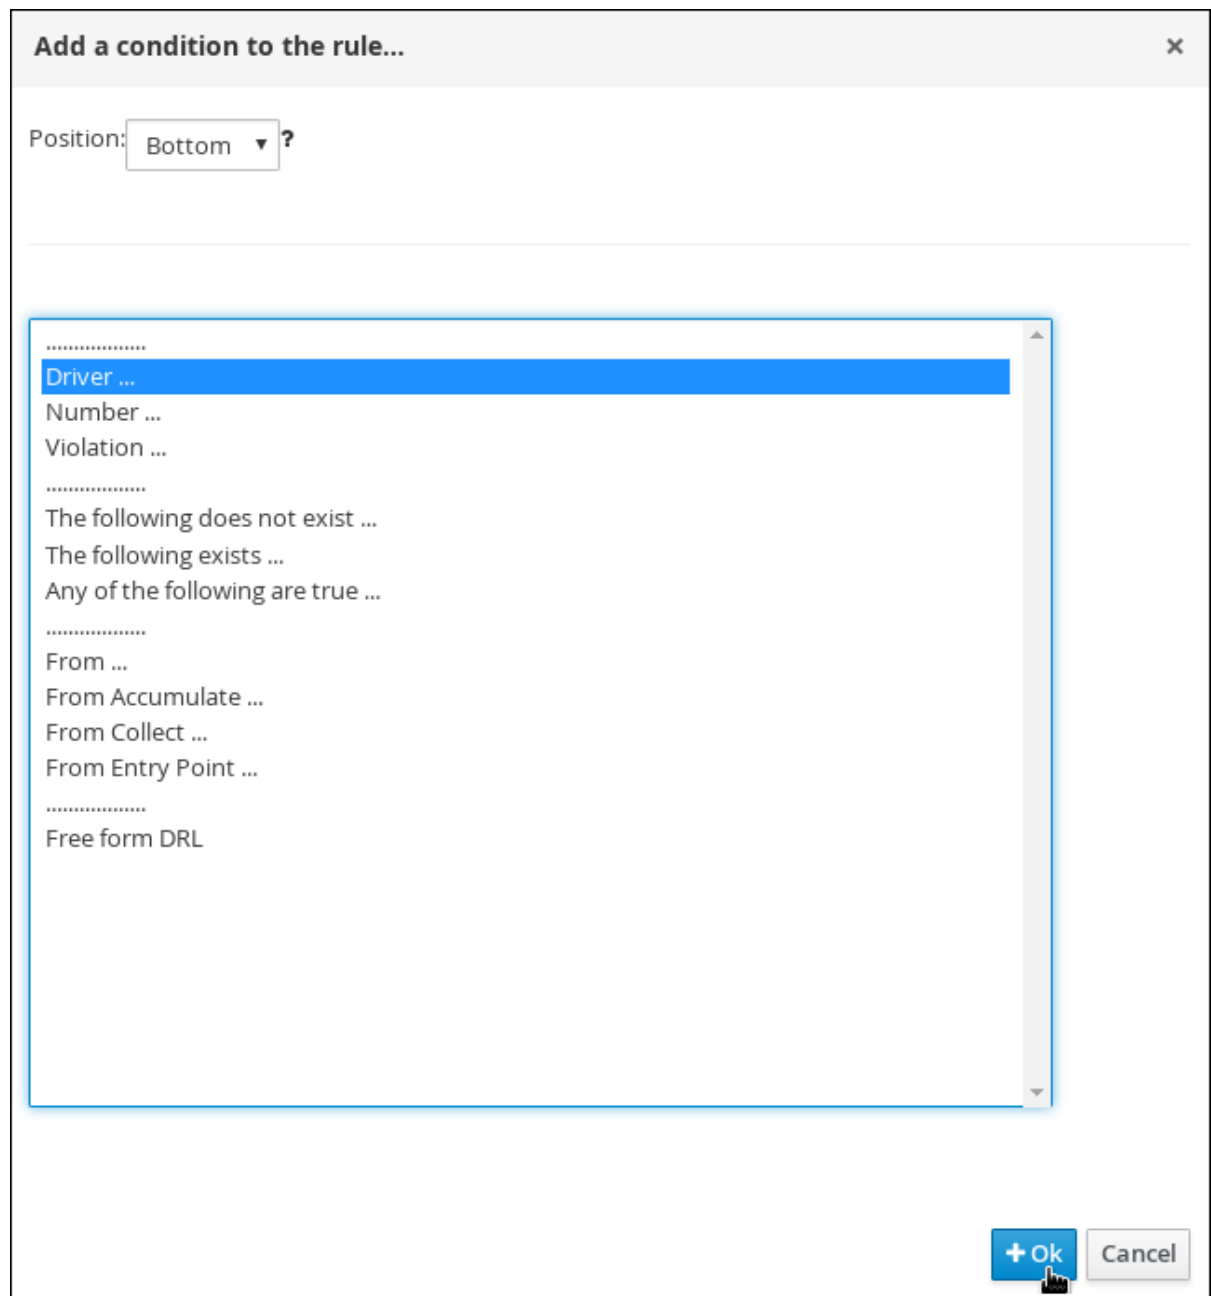 Add a condition to the rule... ×
Position: Bottom ▼ ?
..................
Driver ...
Number ...
Violation ...
..................
The following does not exist ...
The following exists ...
Any of the following are true ...
..................
From ...
From Accumulate ...
From Collect ...
From Entry Point ...
..................
Free form DRL
+ Ok Cancel